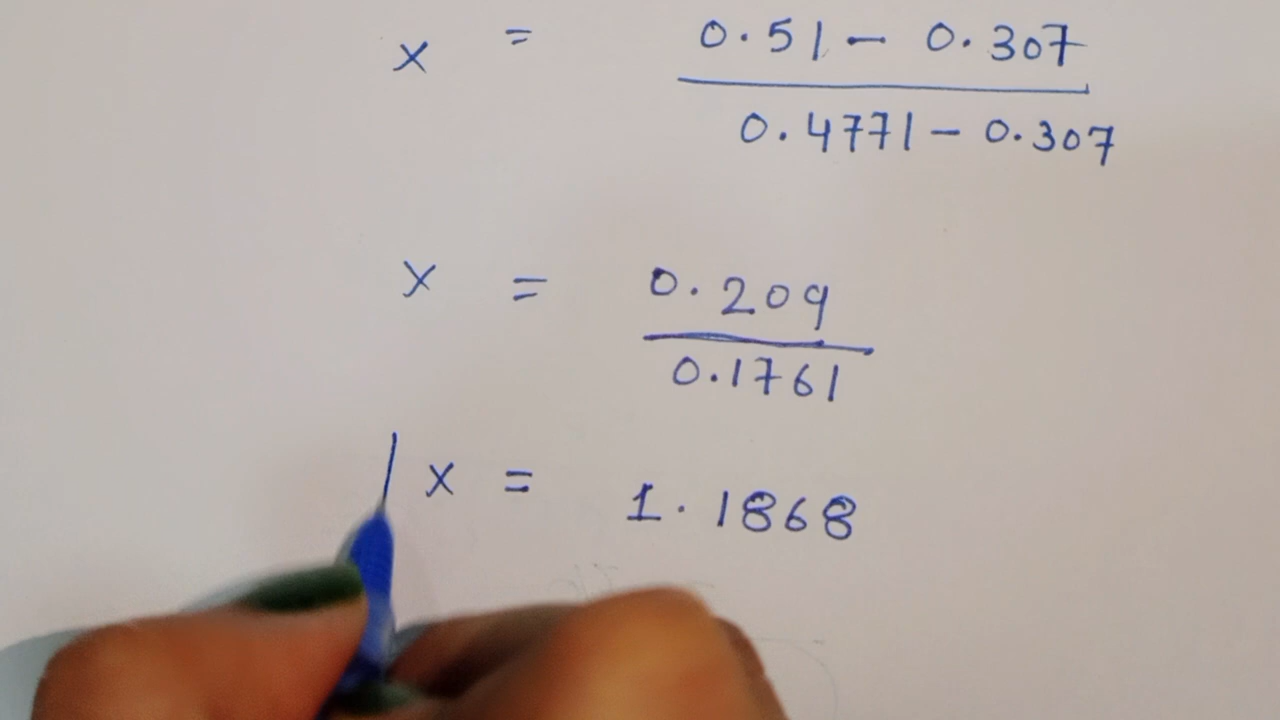 x = 0.51 - 0.307
0.4771 - 0.307
x = 0.209
0.1761
x = 1.1868